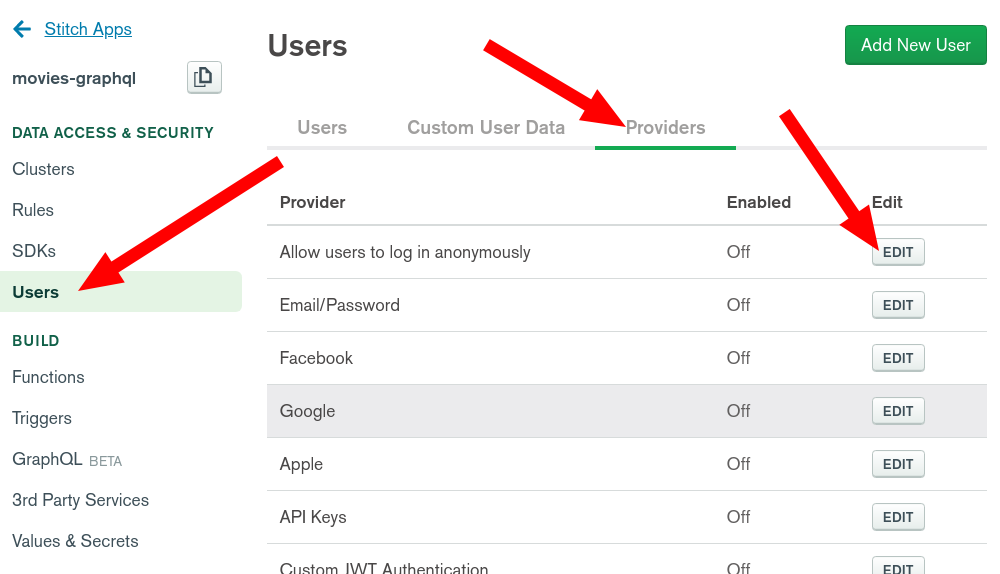 Stitch Apps
movies-graphql
DATA ACCESS & SECURITY
Clusters
Rules
SDKs
Users
BUILD
Functions
Triggers
GraphQL BETA
3rd Party Services
Values & Secrets
Users
Add New User
Users Custom User Data Providers
Provider Enabled Edit
Allow users to log in anonymously Off EDIT
Email/Password Off EDIT
Facebook Off EDIT
Google Off EDIT
Apple Off EDIT
API Keys Off EDIT
Custom JWT Authentication Off EDIT